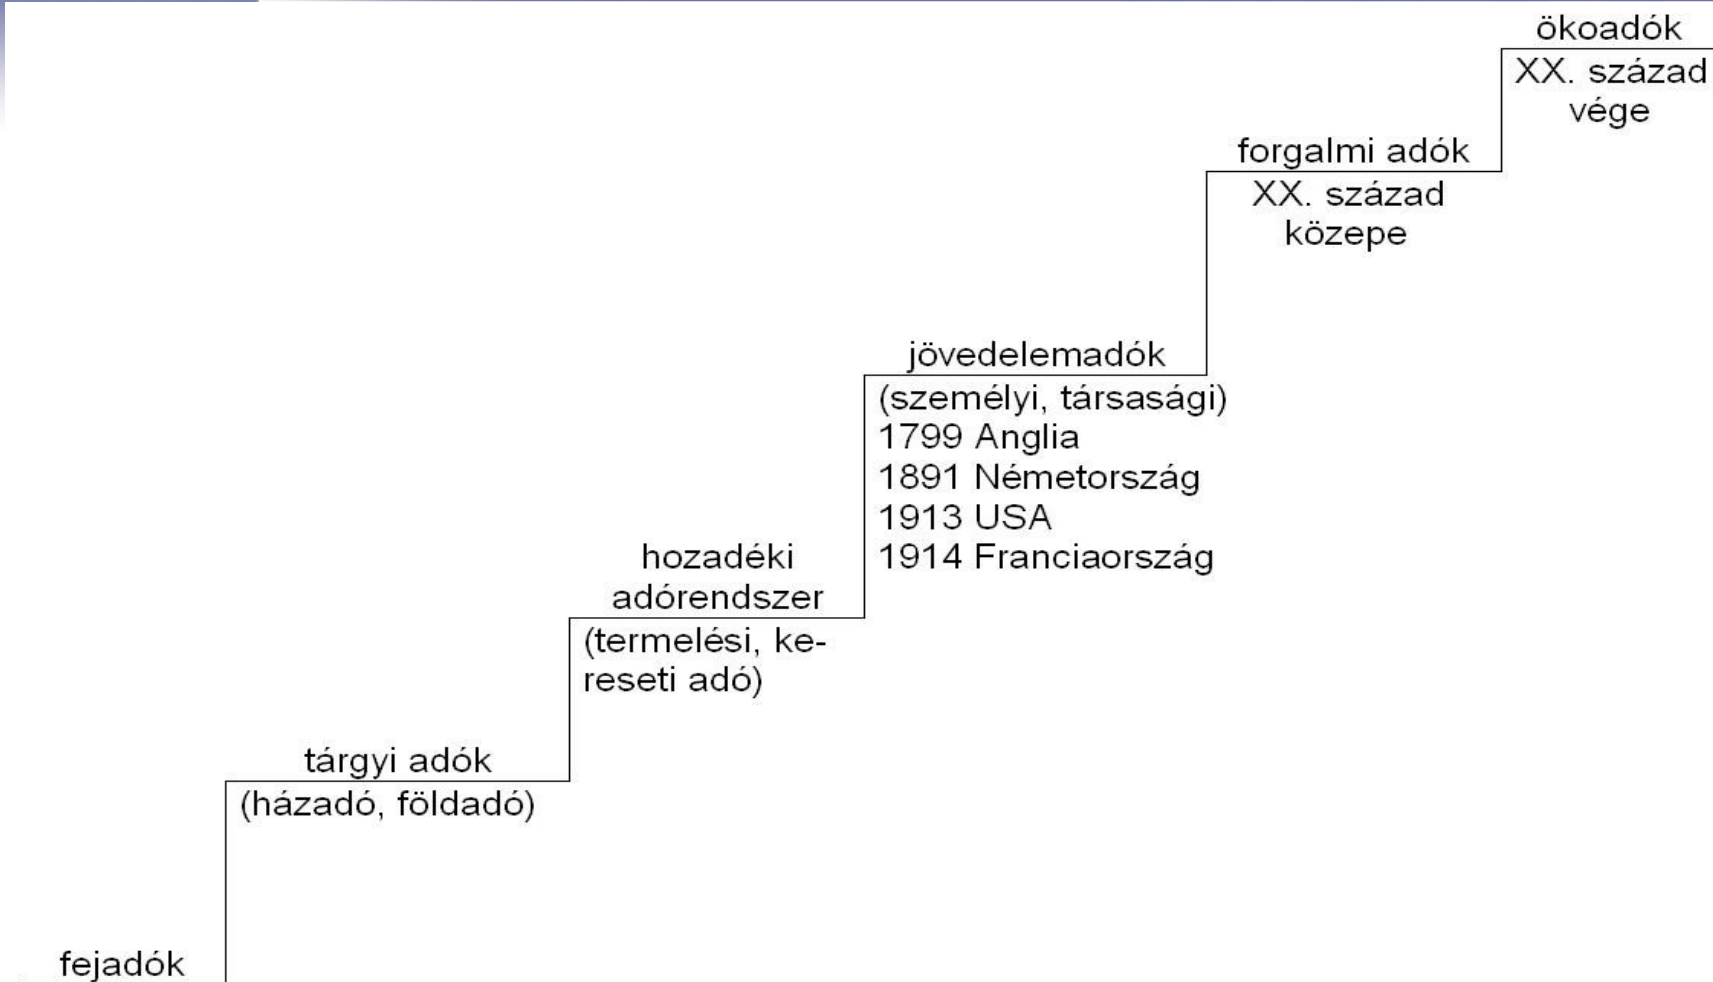 ökoadók
XX. század
vége
forgalmi adók
XX. század
közepe
jövedelemadók
(személyi, társasági)
1799 Anglia
1891 Németország
1913 USA
1914 Franciaország
hozadéki
adórendszer
(termelési, ke-
reseti adó)
tárgyi adók
(házadó, földadó)
fejadók